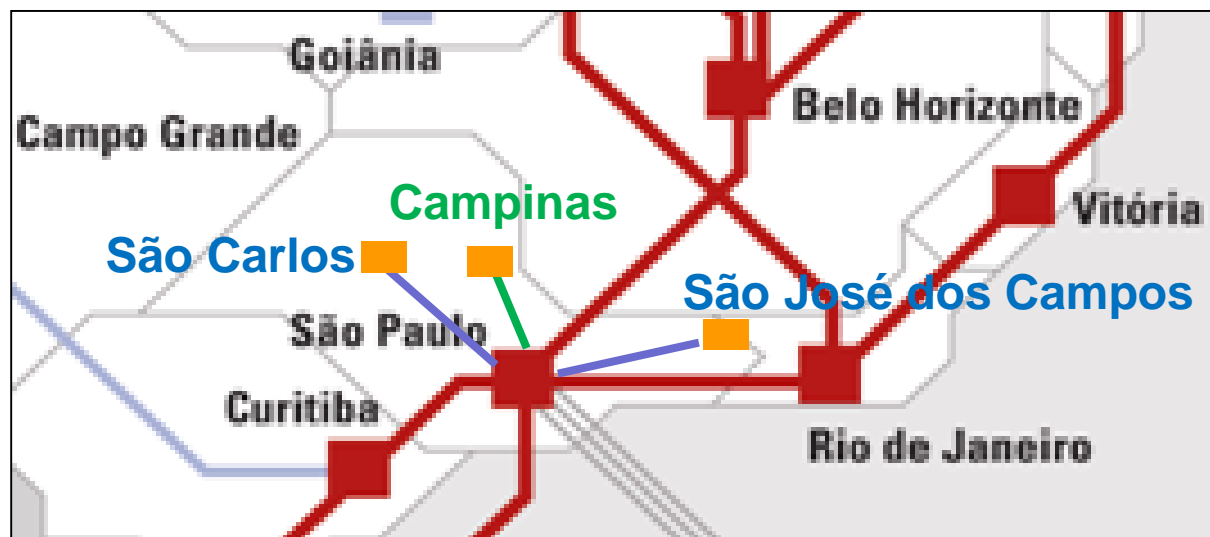 Goiânia
Belo Horizonte
Campo Grande
Campinas
Vitória
São Carlos
São José dos Campos
São Paulo
Curitiba
Rio de Janeiro